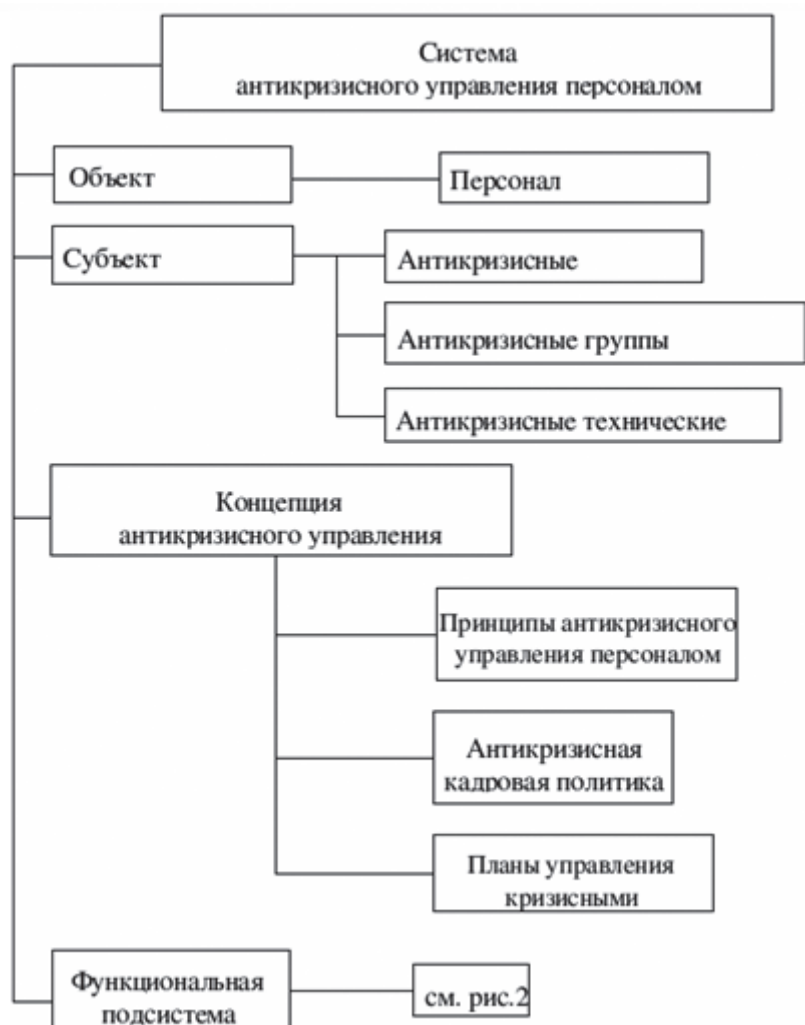 Система
антикризисного управления персоналом
Объект
Персонал
Субъект
Антикризисные
Антикризисные группы
Антикризисные технические
Концепция
антикризисного управления
Принципы антикризисного
управления персоналом
Антикризисная
кадровая политика
Планы управления
кризисными
Функциональная
подсистема
см. рис.2